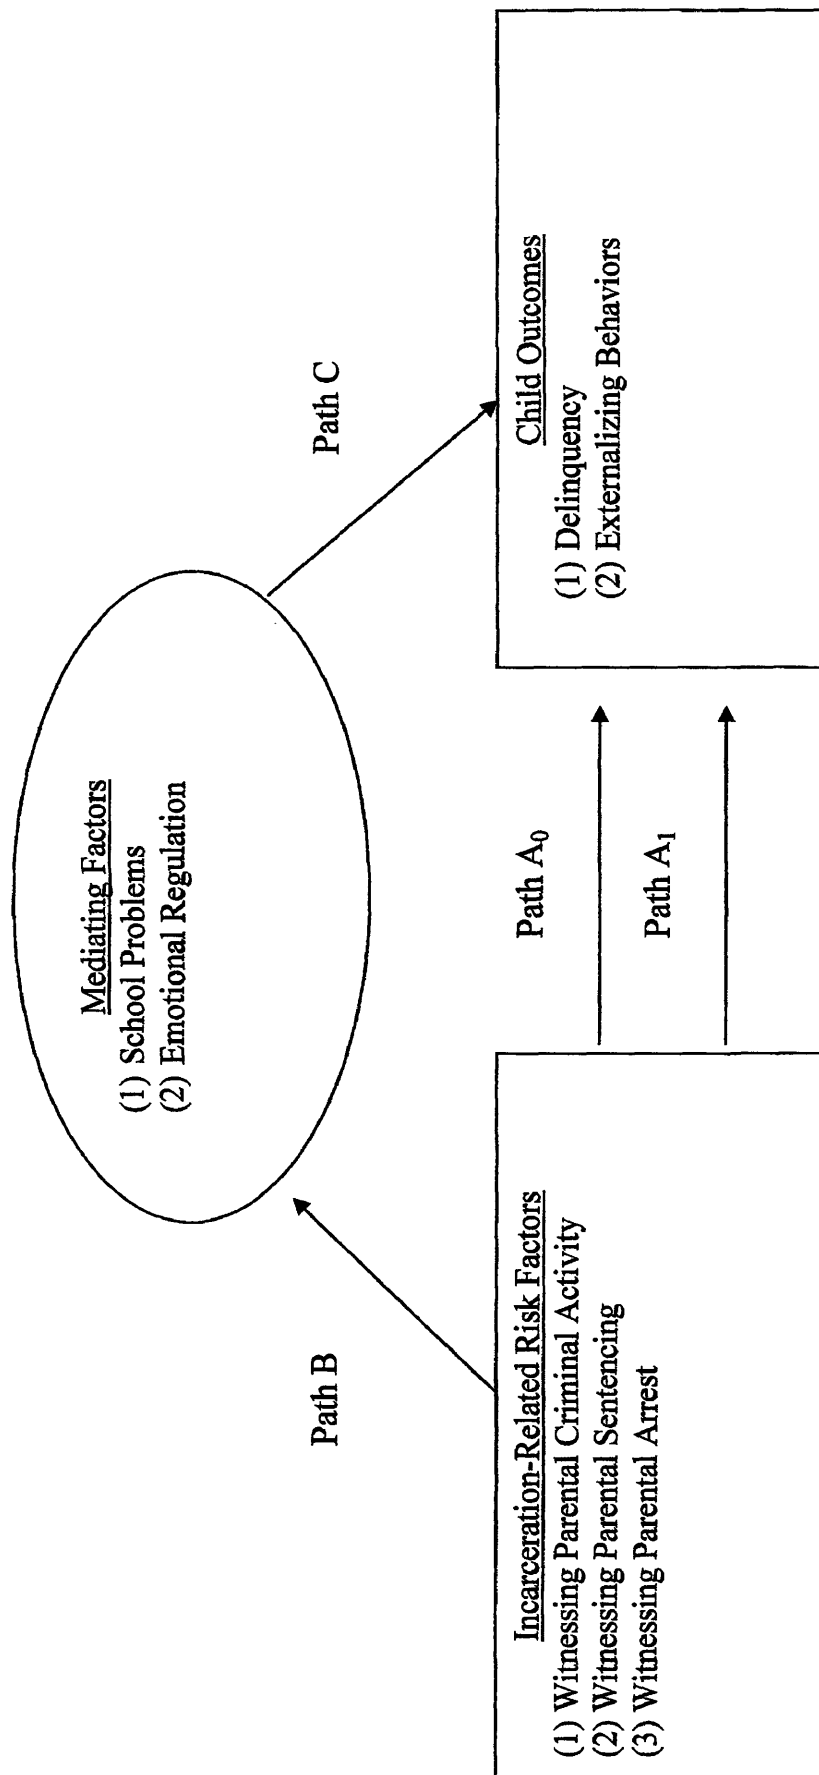 Mediating Factors
(1) School Problems
(2) Emotional Regulation
Path B
Path C
Incarceration-Related Risk Factors
(1) Witnessing Parental Criminal Activity
(2) Witnessing Parental Sentencing
(3) Witnessing Parental Arrest
Path A₀
Path A₁
Child Outcomes
(1) Delinquency
(2) Externalizing Behaviors